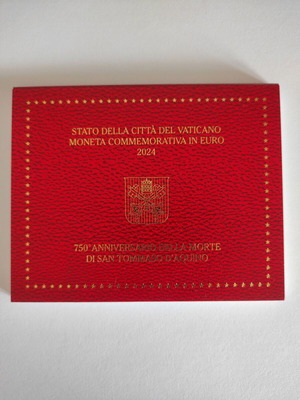 STATO DELLA CITTÀ DEL VATICANO
MONETA COMMEMORATIVA IN EURO
2024
750° ANNIVERSARIO DELLA MORTE
DI SAN TOMMASO D'AQUINO